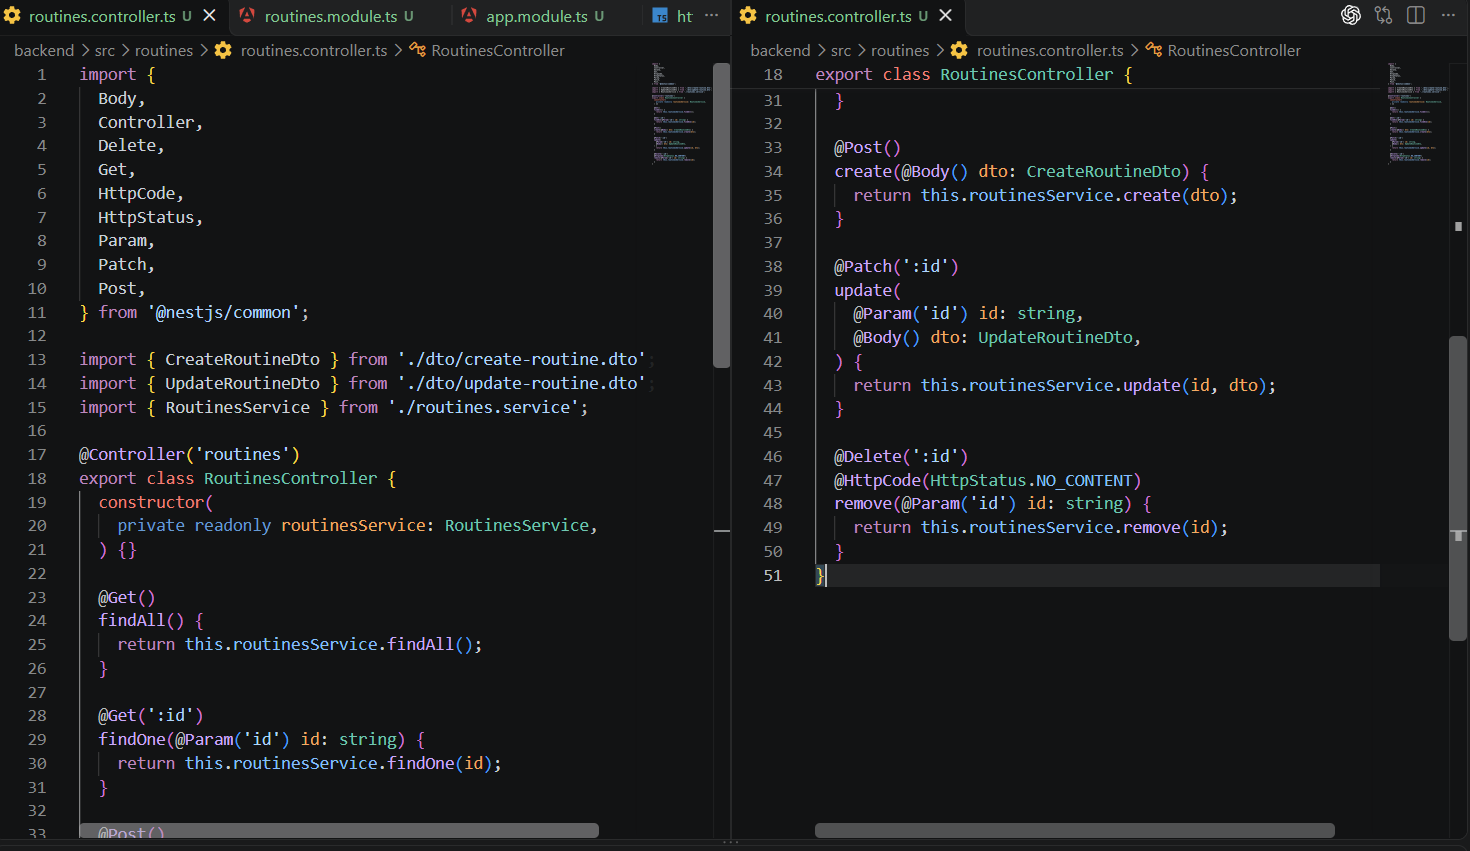 routines.controller.ts U
routines.module.ts U
app.module.ts U
ht
backend > src > routines > routines.controller.ts > RoutinesController
1 import {
2 Body,
3 Controller,
4 Delete,
5 Get,
6 HttpCode,
7 HttpStatus,
8 Param,
9 Patch,
10 Post,
11 } from '@nestjs/common';
12
13 import { CreateRoutineDto } from './dto/create-routine.dto';
14 import { UpdateRoutineDto } from './dto/update-routine.dto';
15 import { RoutinesService } from './routines.service';
16
17 @Controller('routines')
18 export class RoutinesController {
19 constructor(
20 private readonly routinesService: RoutinesService,
21 ) {}
22
23 @Get()
24 findAll() {
25 return this.routinesService.findAll();
26 }
27
28 @Get(':id')
29 findOne(@Param('id') id: string) {
30 return this.routinesService.findOne(id);
31 }
32
33 @Post()
routines.controller.ts U
backend > src > routines > routines.controller.ts > RoutinesController
18 export class RoutinesController {
31 }
32
33 @Post()
34 create(@Body() dto: CreateRoutineDto) {
35 return this.routinesService.create(dto);
36 }
37
38 @Patch(':id')
39 update(
40 @Param('id') id: string,
41 @Body() dto: UpdateRoutineDto,
42 ) {
43 return this.routinesService.update(id, dto);
44 }
45
46 @Delete(':id')
47 @HttpCode(HttpStatus.NO_CONTENT)
48 remove(@Param('id') id: string) {
49 return this.routinesService.remove(id);
50 }
51 }